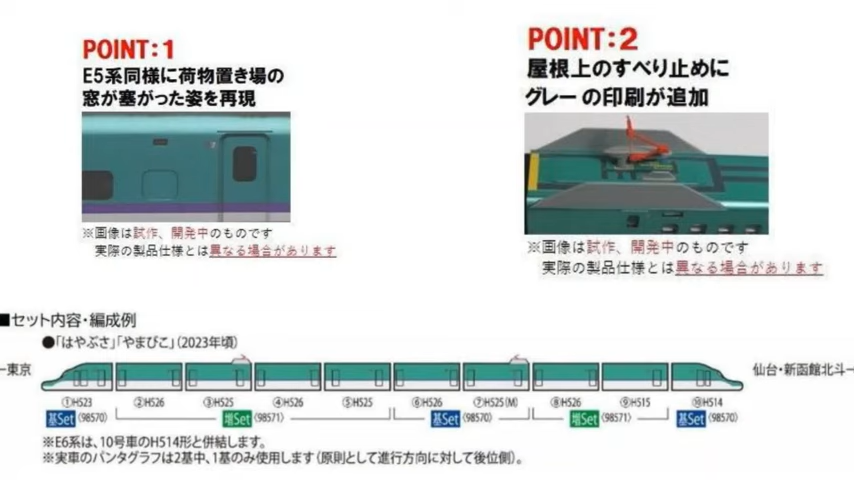 POINT:1
E5系同様に荷物置き場の
窓が塞がった姿を再現
※画像は試作、開発中のものです
実際の製品仕様とは異なる場合があります
POINT:2
屋根上のすべり止めに
グレーの印刷が追加
※画像は試作、開発中のものです
実際の製品仕様とは異なる場合があります
■セット内容・編成例
●「はやぶさ」「やまびこ」(2023年頃)
←東京
仙台・新函館北斗→
①H523 ②H526 ③H525 ④H526 ⑤H525 ⑥H526 ⑦H525(M) ⑧H526 ⑨H515 ⑩H514
基Set (98570) 増Set (98571) 基Set (98570) 増Set (98571) 基Set (98570)
※E6系は、10号車のH514形と併結します。
※実車のパンタグラフは2基中、1基のみ使用します(原則として進行方向に対して後位側)。